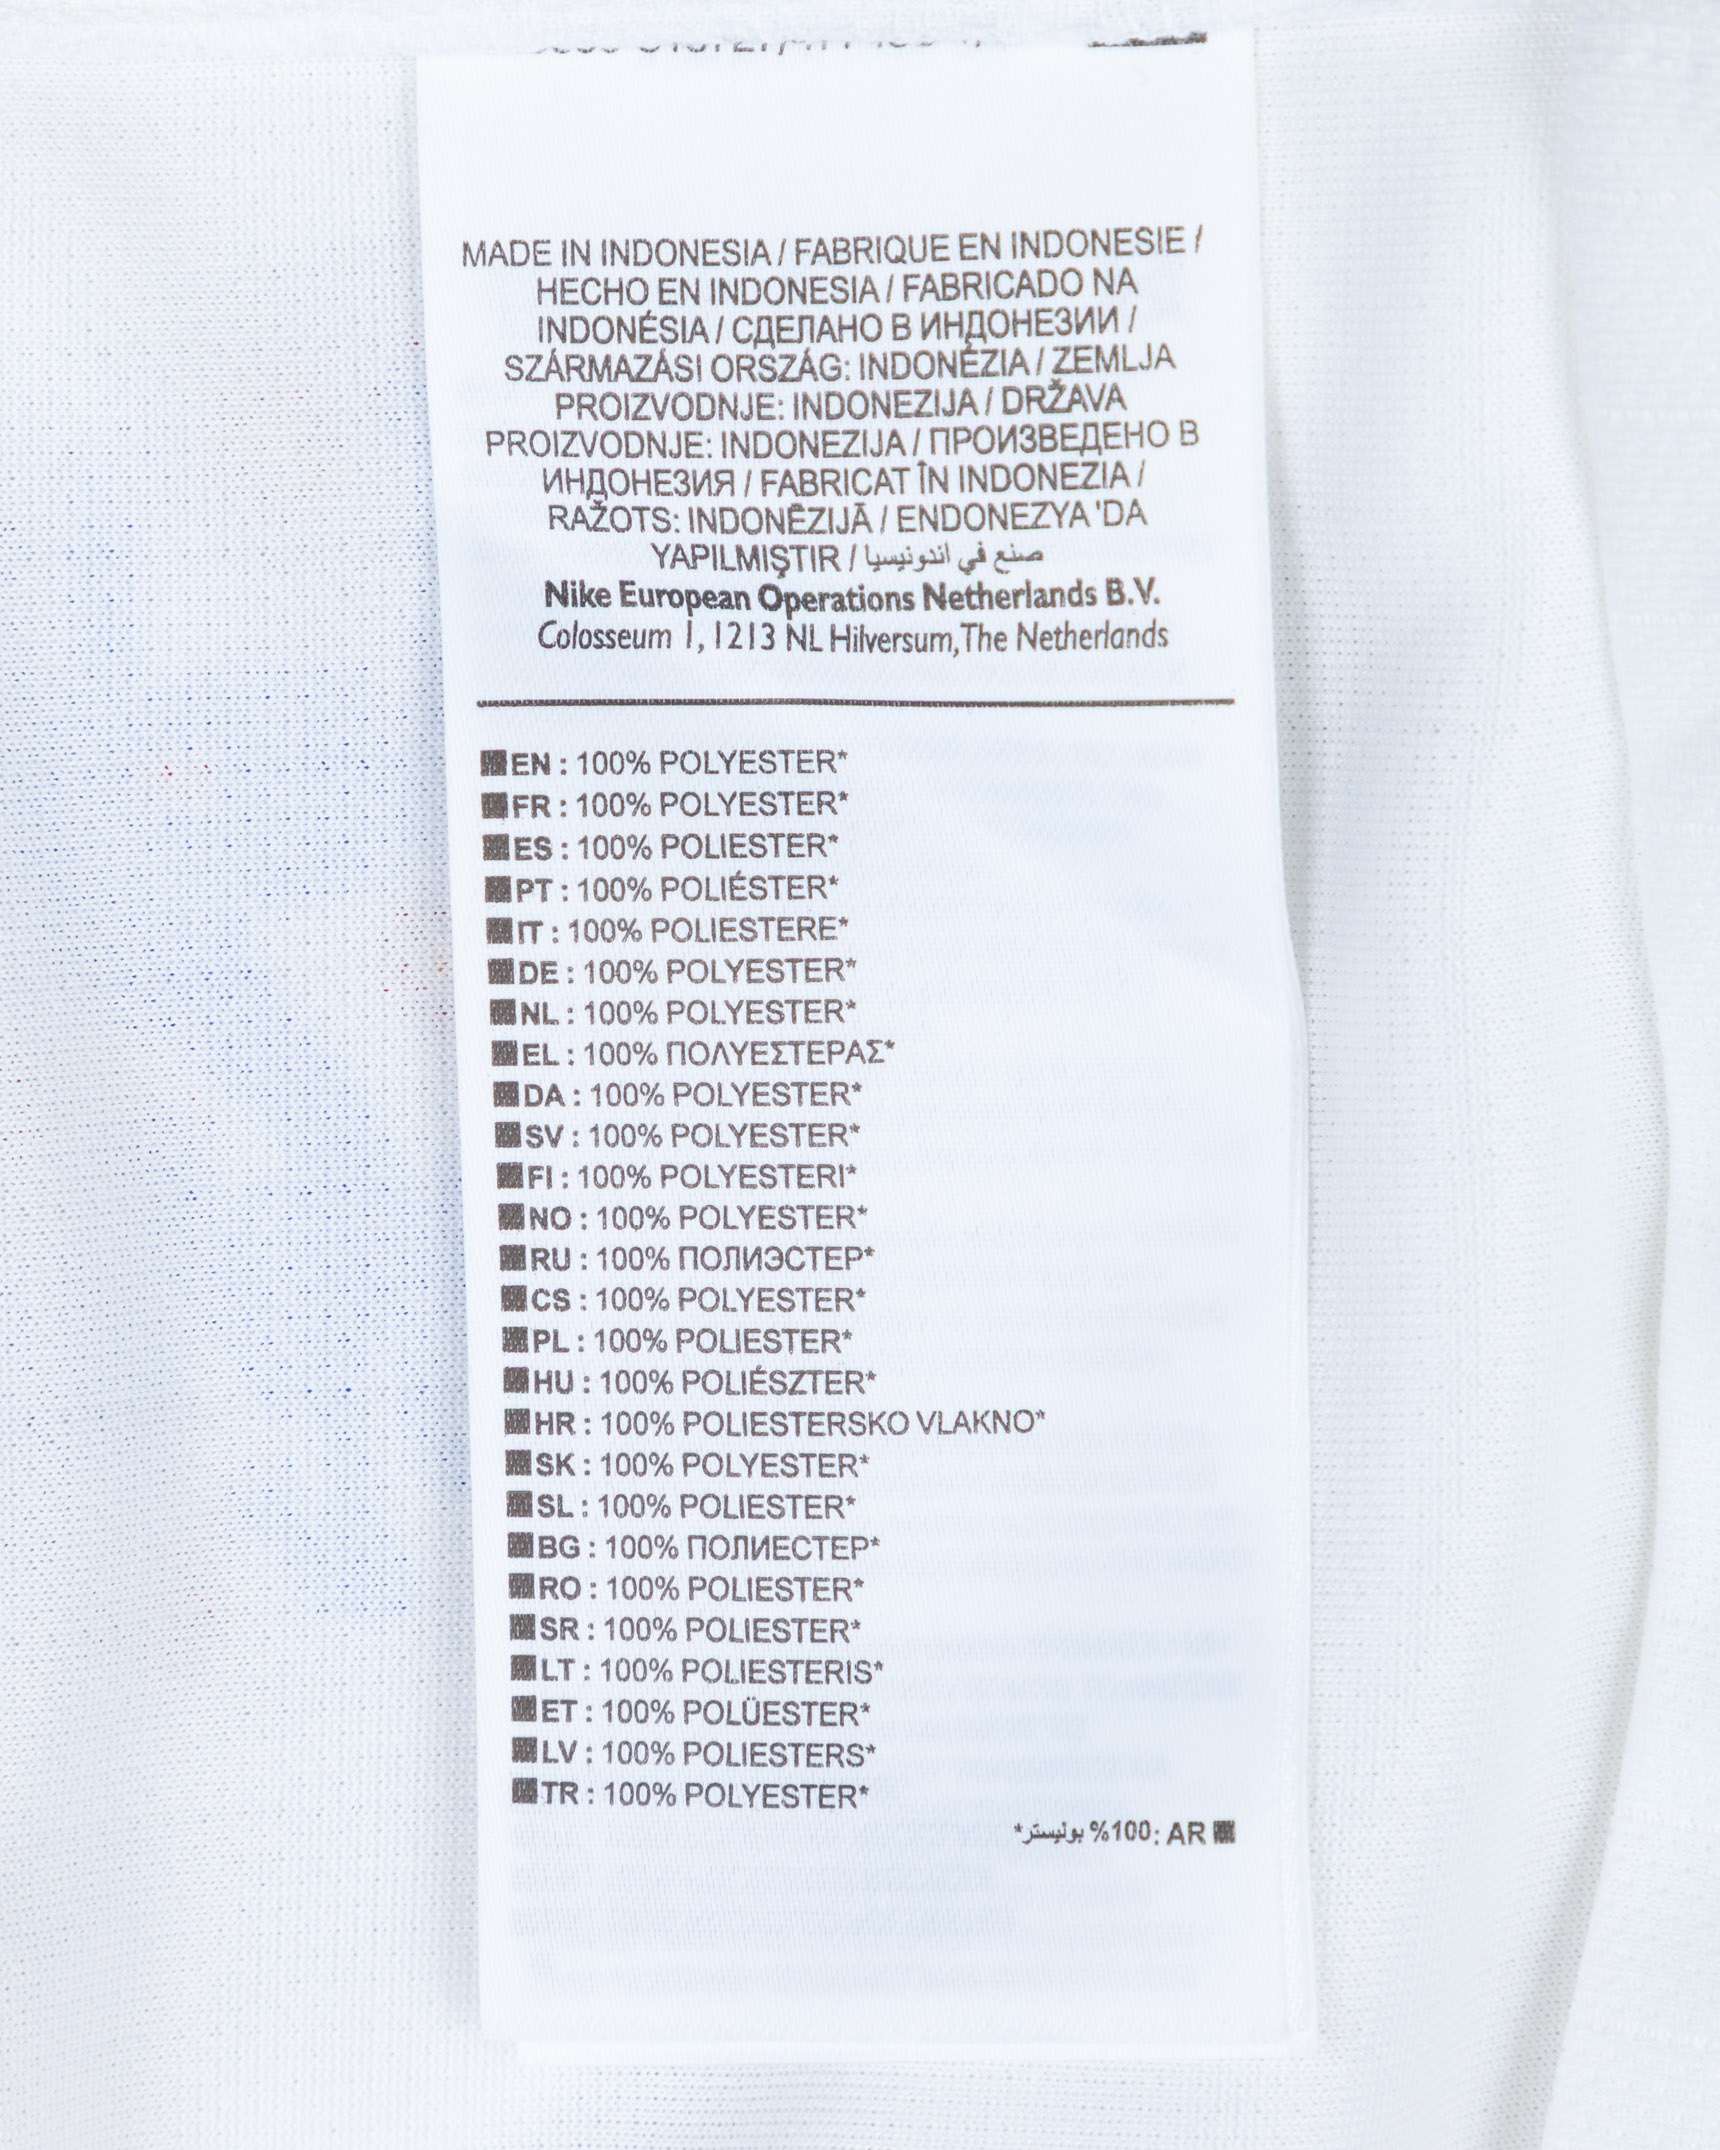 MADE IN INDONESIA / FABRIQUE EN INDONESIE /
HECHO EN INDONESIA / FABRICADO NA
INDONÉSIA / СДЕЛАНО В ИНДОНЕЗИИ /
SZÁRMAZÁSI ORSZÁG: INDONÉZIA / ZEMLJA
PROIZVODNJE: INDONEZIJA / DRŽAVA
PROIZVODNJE: INDONEZIJA / ПРОИЗВЕДЕНО В
ИНДОНЕЗИЯ / FABRICAT ÎN INDONEZIA /
RAŽOTS: INDONĒZIJĀ / ENDONEZYA 'DA
YAPILMIŞTIR / صنع في اندونيسيا
Nike European Operations Netherlands B.V.
Colosseum 1, 1213 NL Hilversum, The Netherlands
EN : 100% POLYESTER*
FR : 100% POLYESTER*
ES : 100% POLIESTER*
PT : 100% POLIÉSTER*
IT : 100% POLIESTERE*
DE : 100% POLYESTER*
NL : 100% POLYESTER*
EL : 100% ΠΟΛΥΕΣΤΕΡΑΣ*
DA : 100% POLYESTER*
SV : 100% POLYESTER*
FI : 100% POLYESTERI*
NO : 100% POLYESTER*
RU : 100% ПОЛИЭСТЕР*
CS : 100% POLYESTER*
PL : 100% POLIESTER*
HU : 100% POLIÉSZTER*
HR : 100% POLIESTERSKO VLAKNO*
SK : 100% POLYESTER*
SL : 100% POLIESTER*
BG : 100% ПОЛИЕСТЕР*
RO : 100% POLIESTER*
SR : 100% POLIESTER*
LT : 100% POLIESTERIS*
ET : 100% POLÜESTER*
LV : 100% POLIESTERS*
TR : 100% POLYESTER*
AR :100% بوليستر*